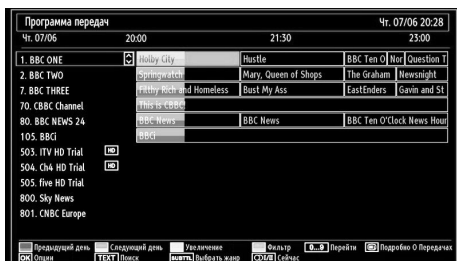 Программа передач Чт. 07/06 20:28
Чт. 07/06 20:00 21:30 23:00
1. BBC ONE Holby City Hustle BBC Ten O Nor Question T
2. BBC TWO Springwatch Mary, Queen of Shops The Graham Newsnight
7. BBC THREE Filthy Rich and Homeless Bust My Ass EastEnders Gavin and St
70. CBBC Channel This is CBBC!
80. BBC NEWS 24 BBC News BBC News BBC Ten O'Clock News Hour
105. BBCi BBCi
503. ITV HD Trial HD
504. Ch4 HD Trial HD
505. five HD Trial
800. Sky News
801. CNBC Europe
Предыдущий день Следующий день Увеличение Фильтр 0...9 Перейти Подробно О Передачах
OK Опции TEXT Поиск SUBTTL Выбрать жанр Сейчас